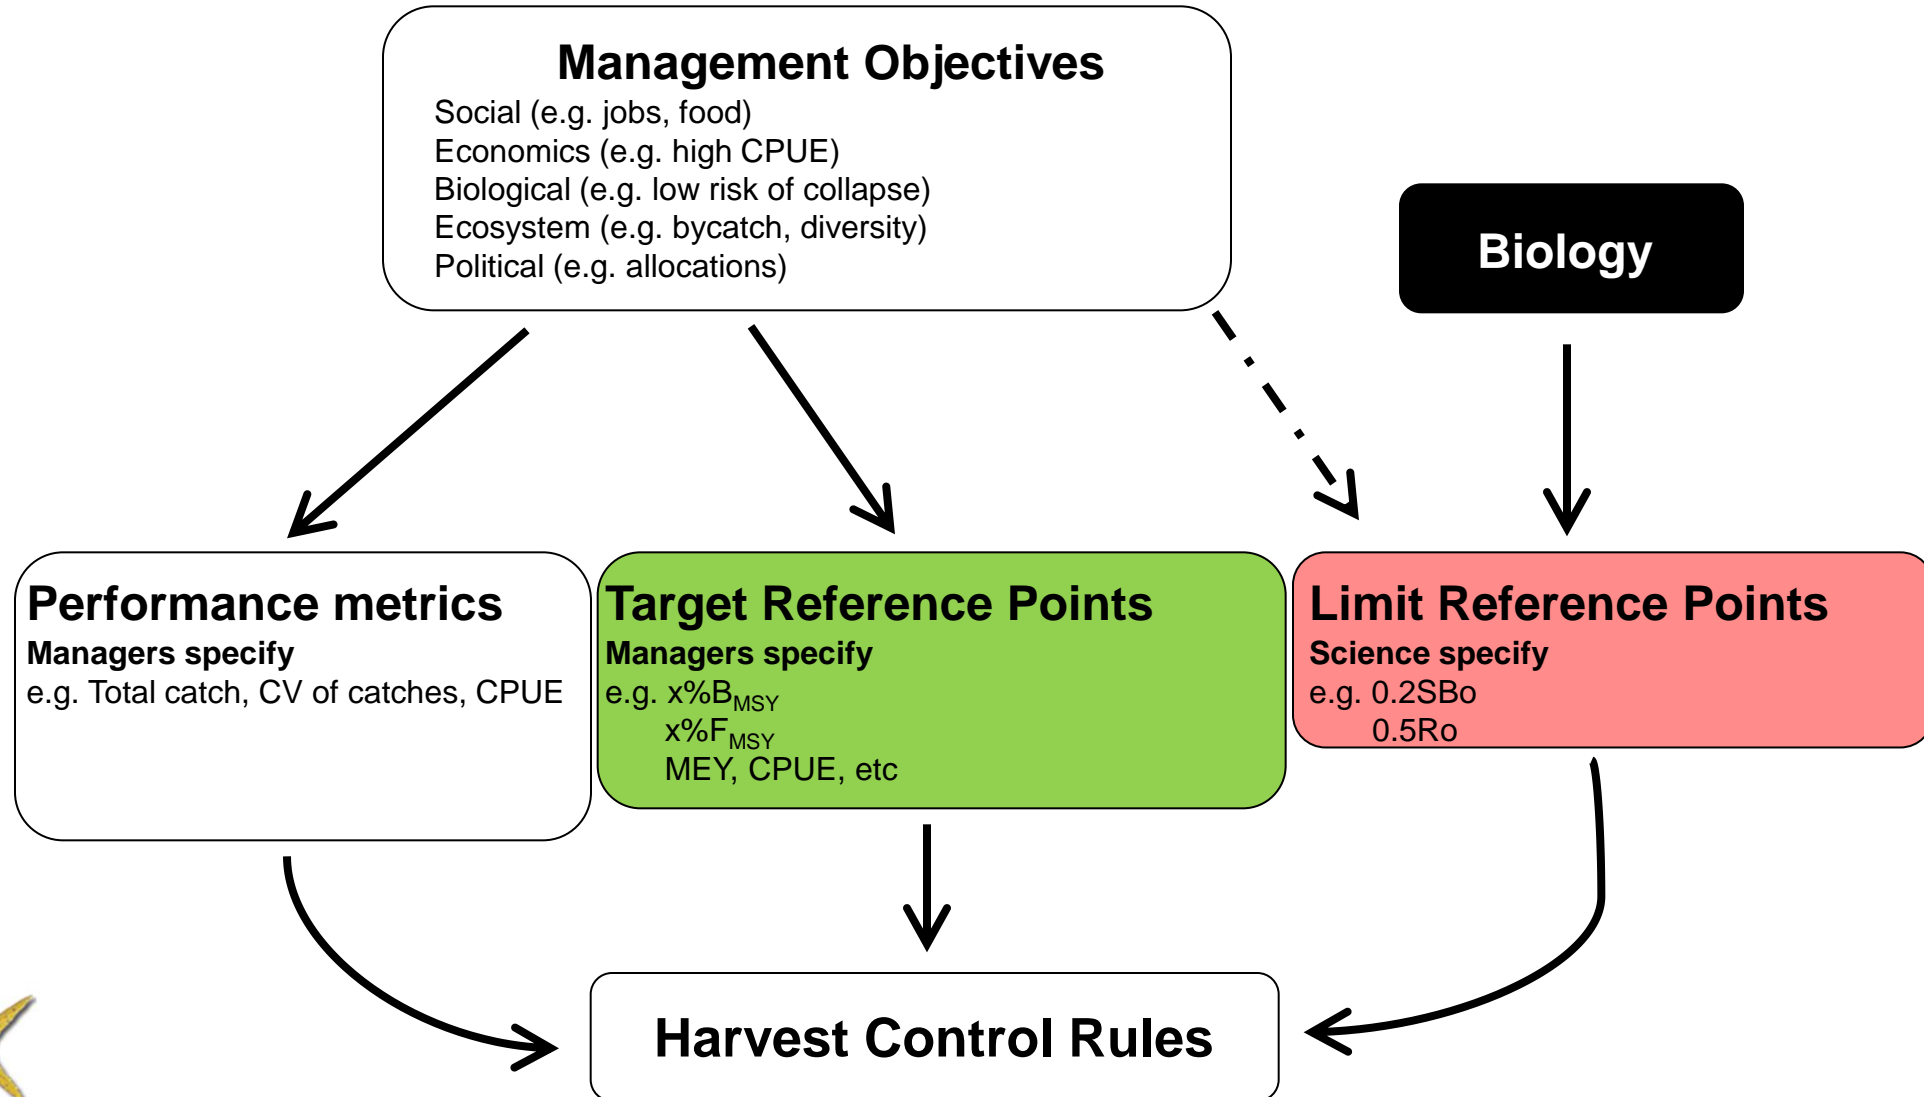 Management Objectives
Social (e.g. jobs, food)
Economics (e.g. high CPUE)
Biological (e.g. low risk of collapse)
Ecosystem (e.g. bycatch, diversity)
Political (e.g. allocations)
Biology
Performance metrics
Managers specify
e.g. Total catch, CV of catches, CPUE
Target Reference Points
Managers specify
e.g. x%BMSY
x%FMSY
MEY, CPUE, etc
Limit Reference Points
Science specify
e.g. 0.2SBo
0.5Ro
Harvest Control Rules